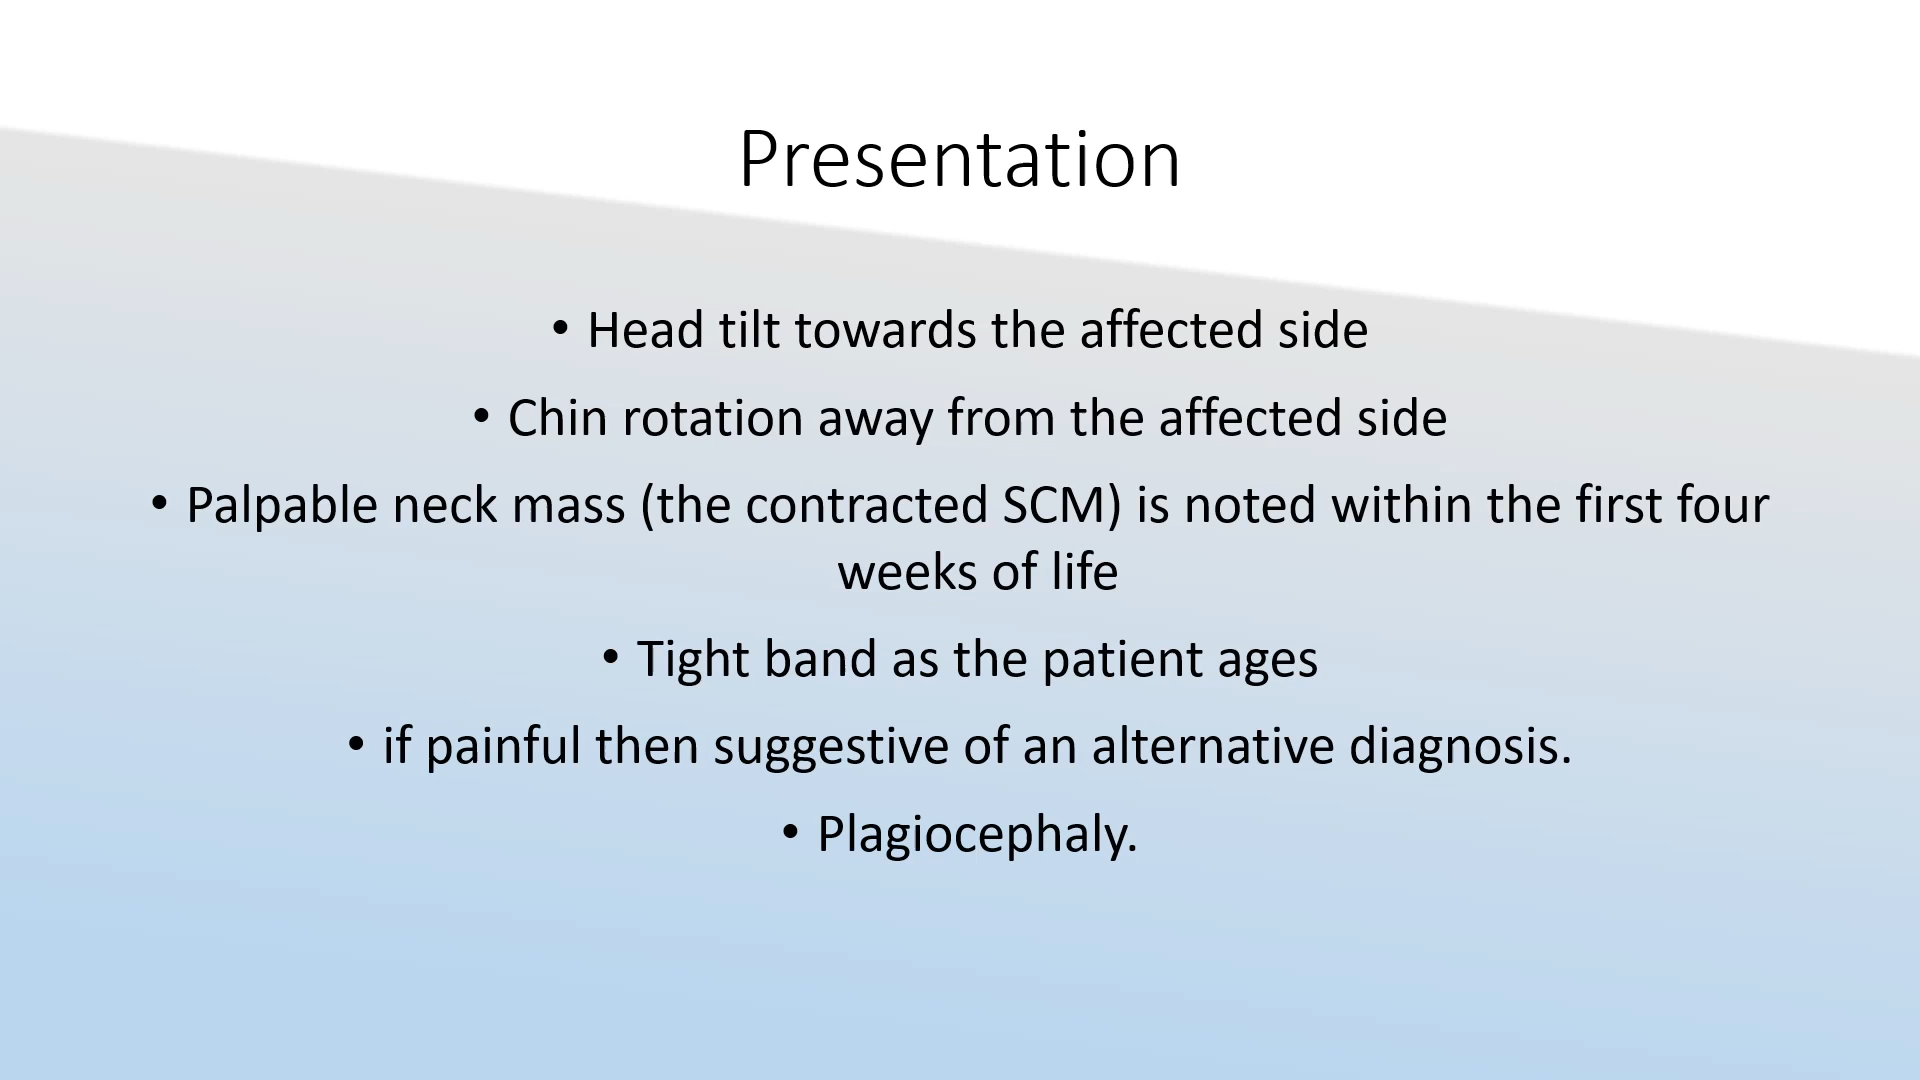 Presentation
• Head tilt towards the affected side
• Chin rotation away from the affected side
• Palpable neck mass (the contracted SCM) is noted within the first four
weeks of life
• Tight band as the patient ages
• if painful then suggestive of an alternative diagnosis.
• Plagiocephaly.